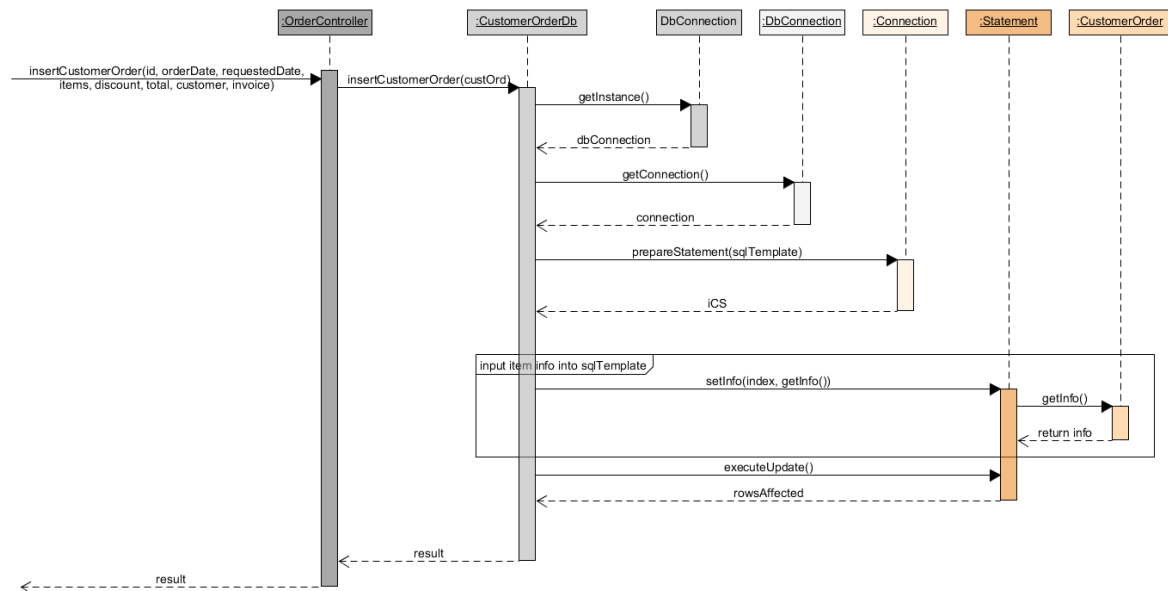 :OrderController
:CustomerOrderDb
DbConnection
:DbConnection
:Connection
:Statement
:CustomerOrder
insertCustomerOrder(id, orderDate, requestedDate,
items, discount, total, customer, invoice)
insertCustomerOrder(custOrd)
getInstance()
dbConnection
getConnection()
connection
prepareStatement(sqlTemplate)
iCS
input item info into sqlTemplate
setInfo(index, getInfo())
getInfo()
return info
executeUpdate()
rowsAffected
result
result